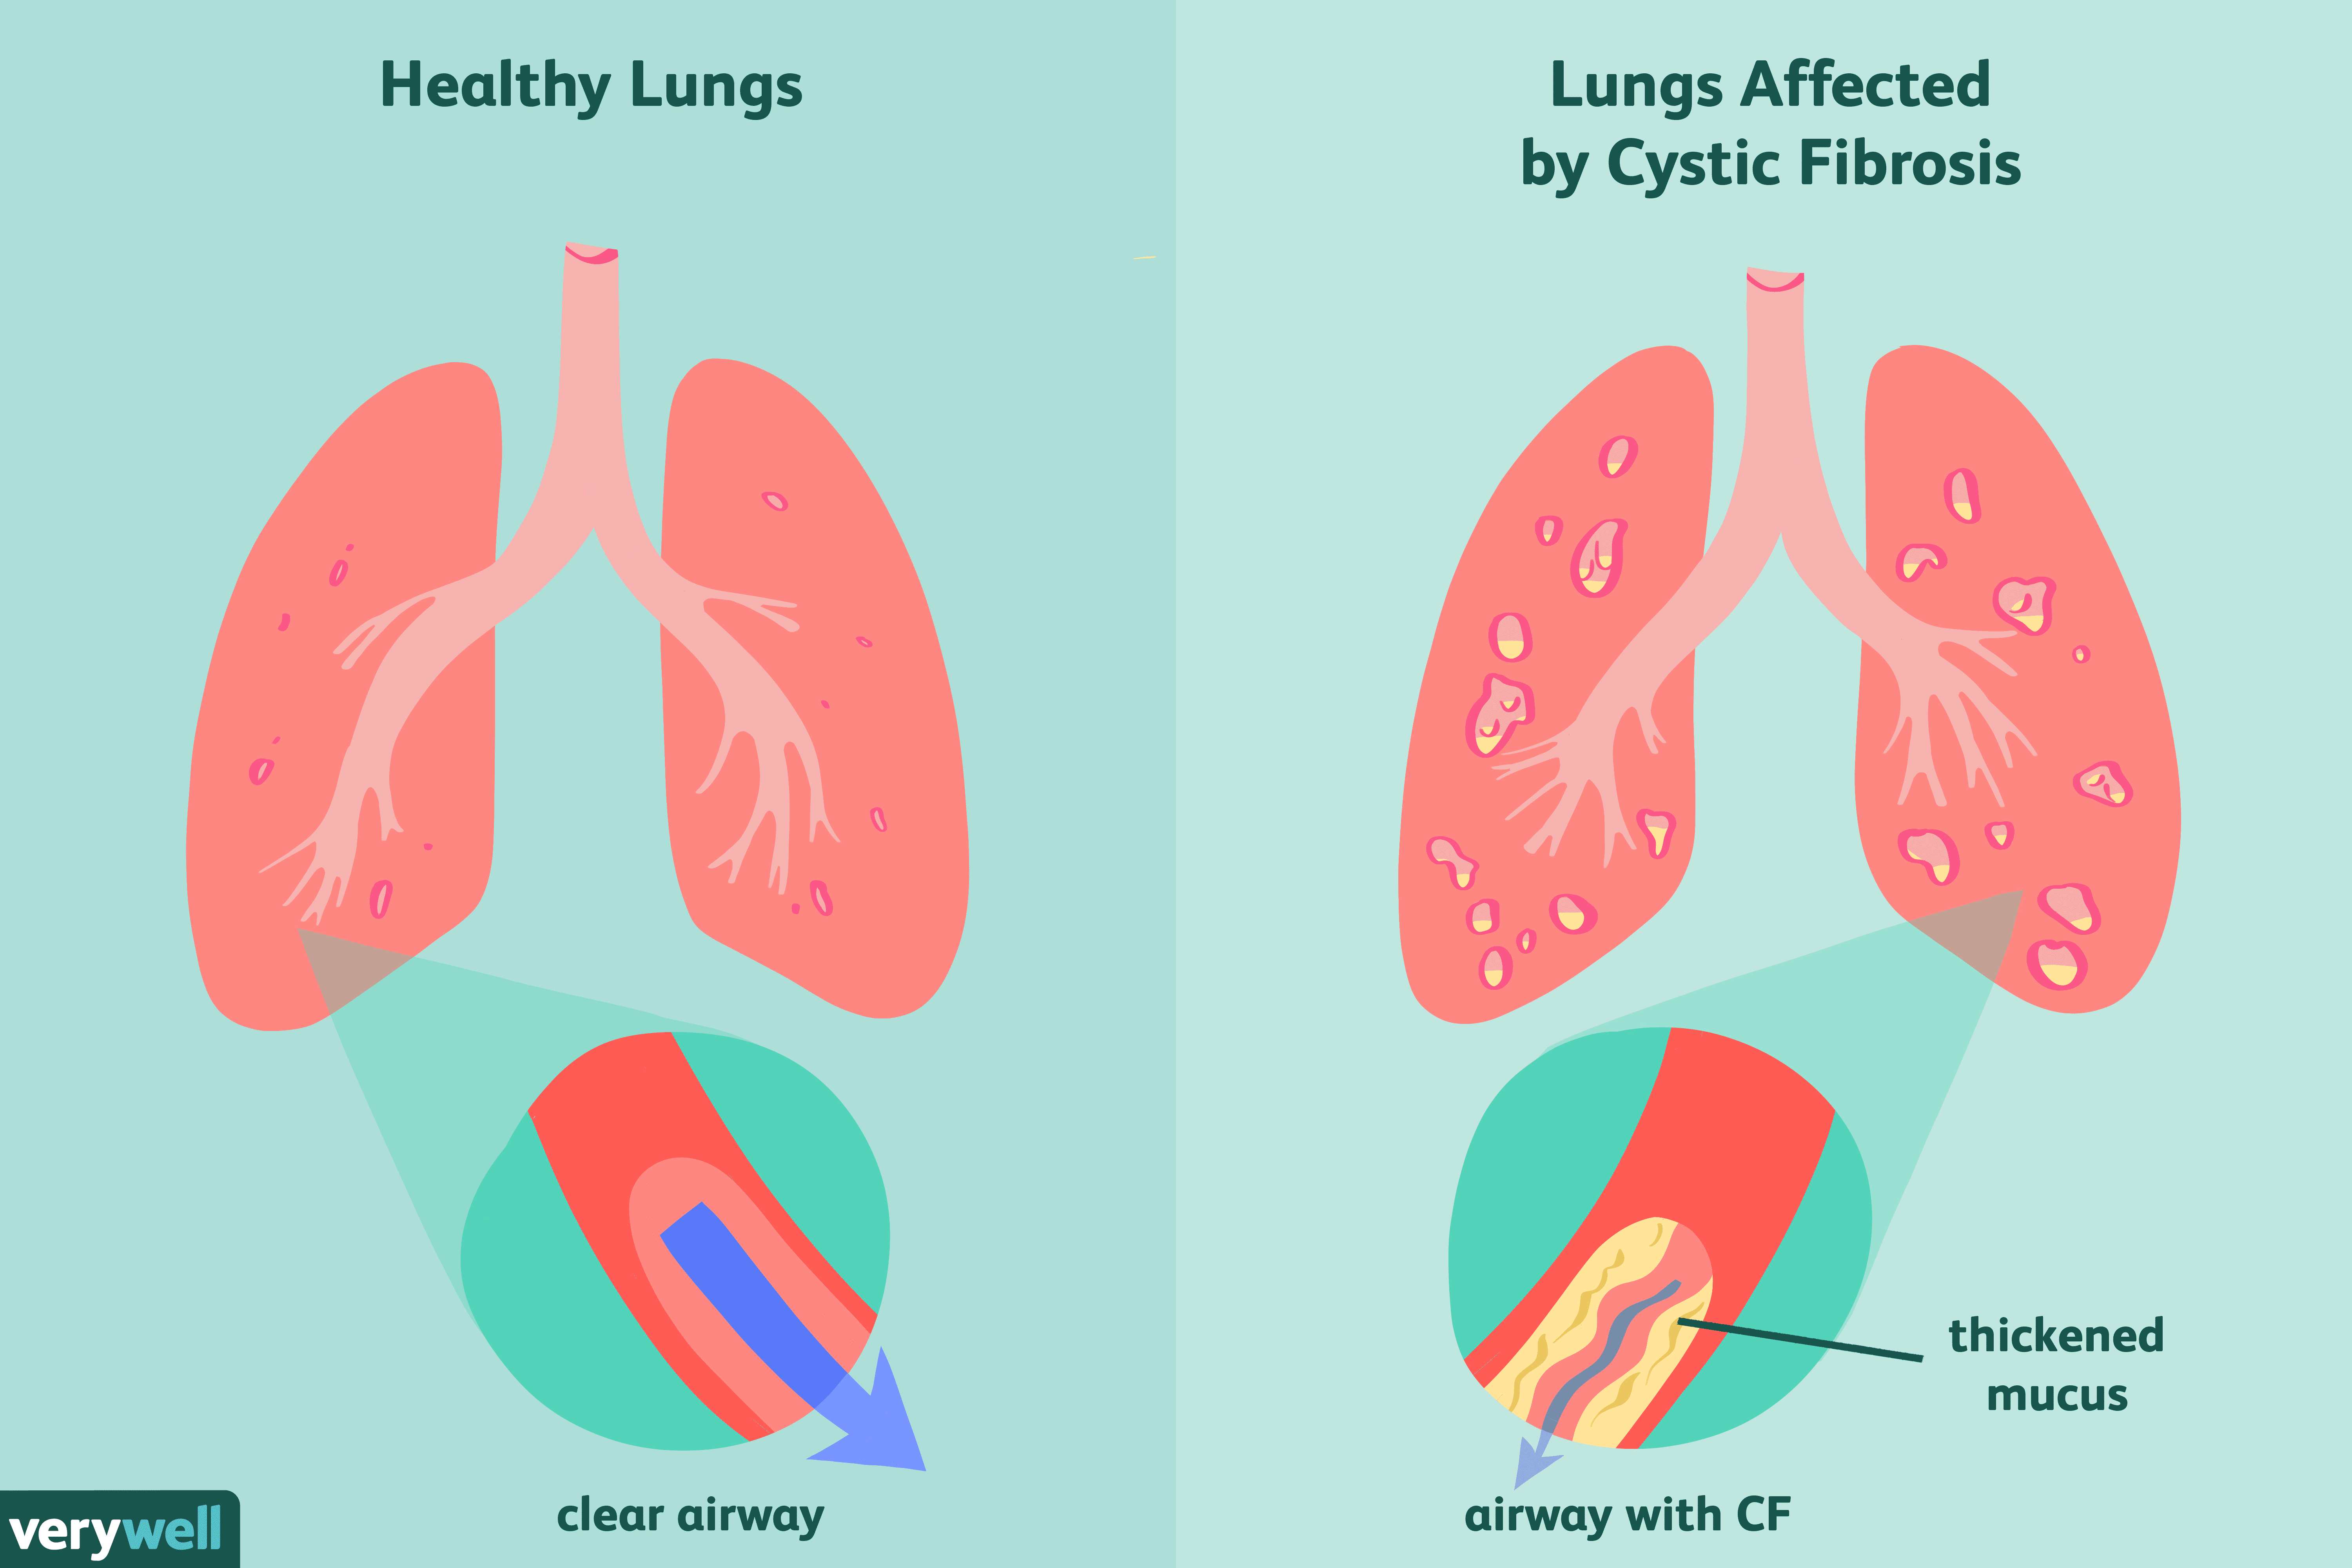 Healthy Lungs
Lungs Affected
by Cystic Fibrosis
thickened
mucus
clear airway
airway with CF
verywell